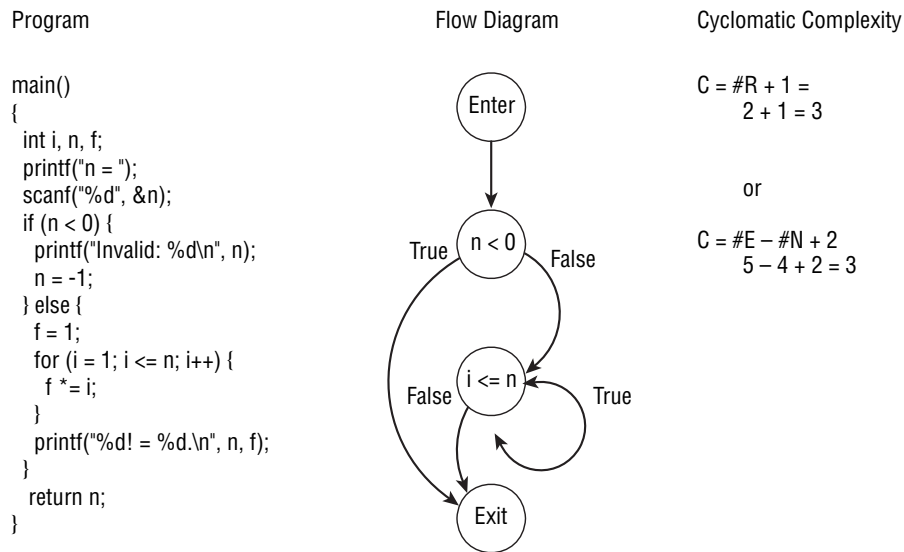 Program
main()
{
int i, n, f;
printf("n = ");
scanf("%d", &n);
if (n < 0) {
printf("Invalid: %d\n", n);
n = -1;
} else {
f = 1;
for (i = 1; i <= n; i++) {
f *= i;
}
printf("%d! = %d.\n", n, f);
}
return n;
}
Flow Diagram
Enter
n < 0
True
False
i <= n
False
True
Exit
Cyclomatic Complexity
C = #R + 1 =
2 + 1 = 3
or
C = #E – #N + 2
5 – 4 + 2 = 3